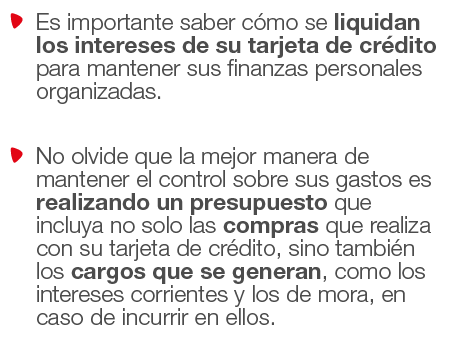 Es importante saber cómo se liquidan
los intereses de su tarjeta de crédito
para mantener sus finanzas personales
organizadas.
No olvide que la mejor manera de
mantener el control sobre sus gastos es
realizando un presupuesto que
incluya no solo las compras que realiza
con su tarjeta de crédito, sino también
los cargos que se generan, como los
intereses corrientes y los de mora, en
caso de incurrir en ellos.